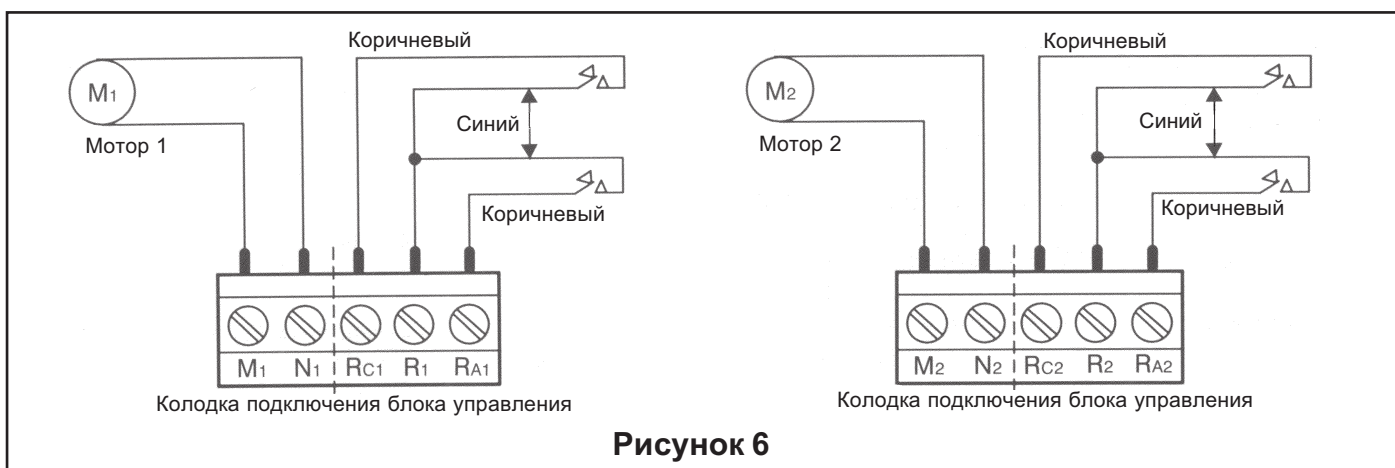 Коричневый
M1
Мотор 1
Синий
Коричневый
M1 N1 RC1 R1 RA1
Колодка подключения блока управления
Коричневый
M2
Мотор 2
Синий
Коричневый
M2 N2 RC2 R2 RA2
Колодка подключения блока управления
Рисунок 6